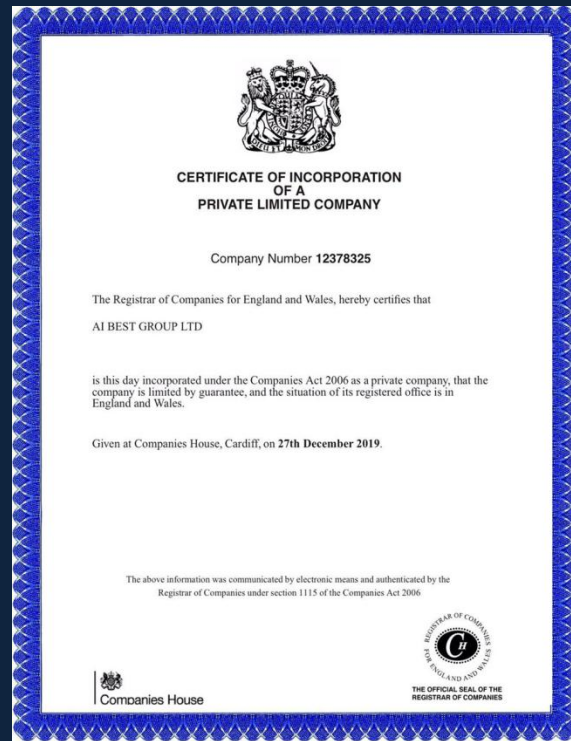 DIEU ET MON DROIT
CERTIFICATE OF INCORPORATION
OF A
PRIVATE LIMITED COMPANY
Company Number 12378325
The Registrar of Companies for England and Wales, hereby certifies that
AI BEST GROUP LTD
is this day incorporated under the Companies Act 2006 as a private company, that the
company is limited by guarantee, and the situation of its registered office is in
England and Wales.
Given at Companies House, Cardiff, on 27th December 2019.
The above information was communicated by electronic means and authenticated by the
Registrar of Companies under section 1115 of the Companies Act 2006
REGISTRAR OF COMPANIES
FOR ENGLAND AND WALES
CH
THE OFFICIAL SEAL OF THE
REGISTRAR OF COMPANIES
Companies House